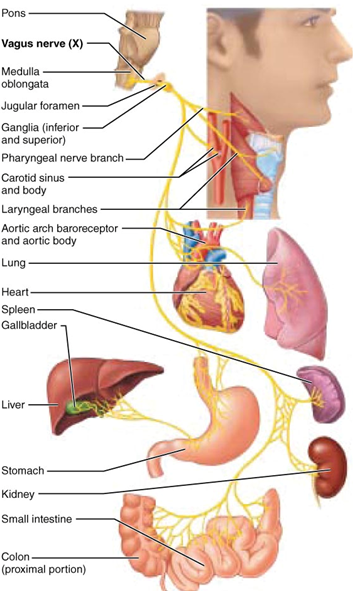 Pons
Vagus nerve (X)
Medulla
oblongata
Jugular foramen
Ganglia (inferior
and superior)
Pharyngeal nerve branch
Carotid sinus
and body
Laryngeal branches
Aortic arch baroreceptor
and aortic body
Lung
Heart
Spleen
Gallbladder
Liver
Stomach
Kidney
Small intestine
Colon
(proximal portion)